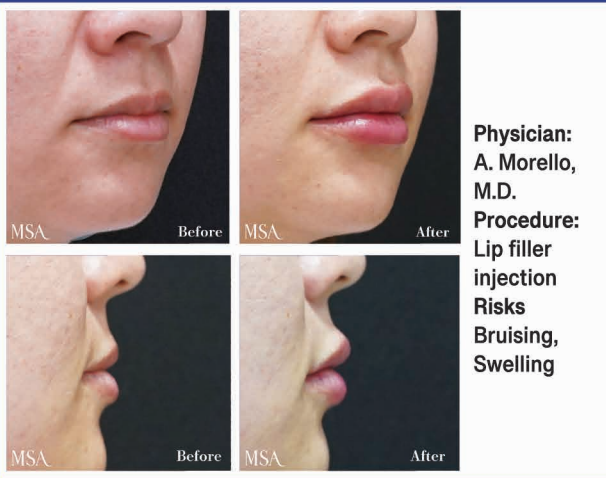 MSA Before
MSA After
Physician:
A. Morello,
M.D.
Procedure:
Lip filler
injection
Risks
Bruising,
Swelling
MSA Before
MSA After